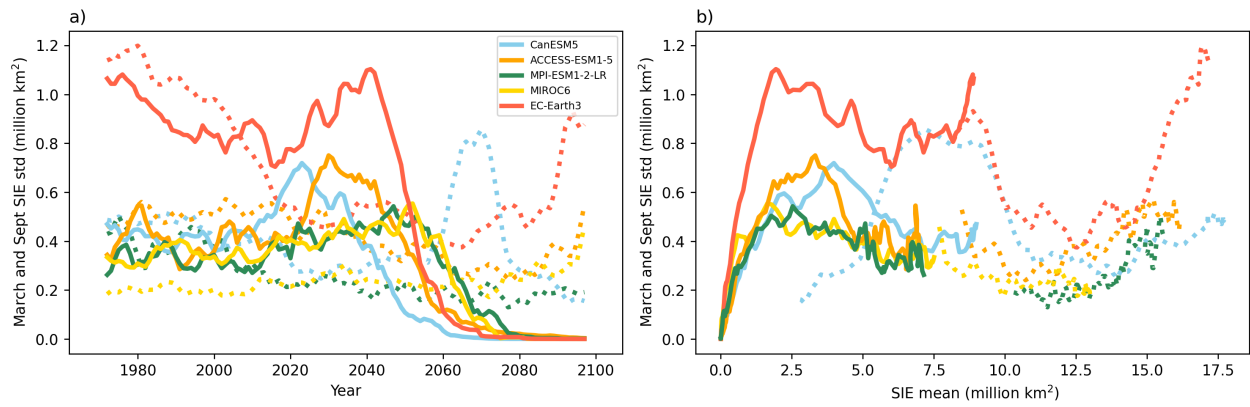 a)
March and Sept SIE std (million km²)
1.2
1.0
0.8
0.6
0.4
0.2
0.0
CanESM5
ACCESS-ESM1-5
MPI-ESM1-2-LR
MIROC6
EC-Earth3
1980 2000 2020 2040 2060 2080 2100
Year
b)
March and Sept SIE std (million km²)
1.2
1.0
0.8
0.6
0.4
0.2
0.0
0.0 2.5 5.0 7.5 10.0 12.5 15.0 17.5
SIE mean (million km²)